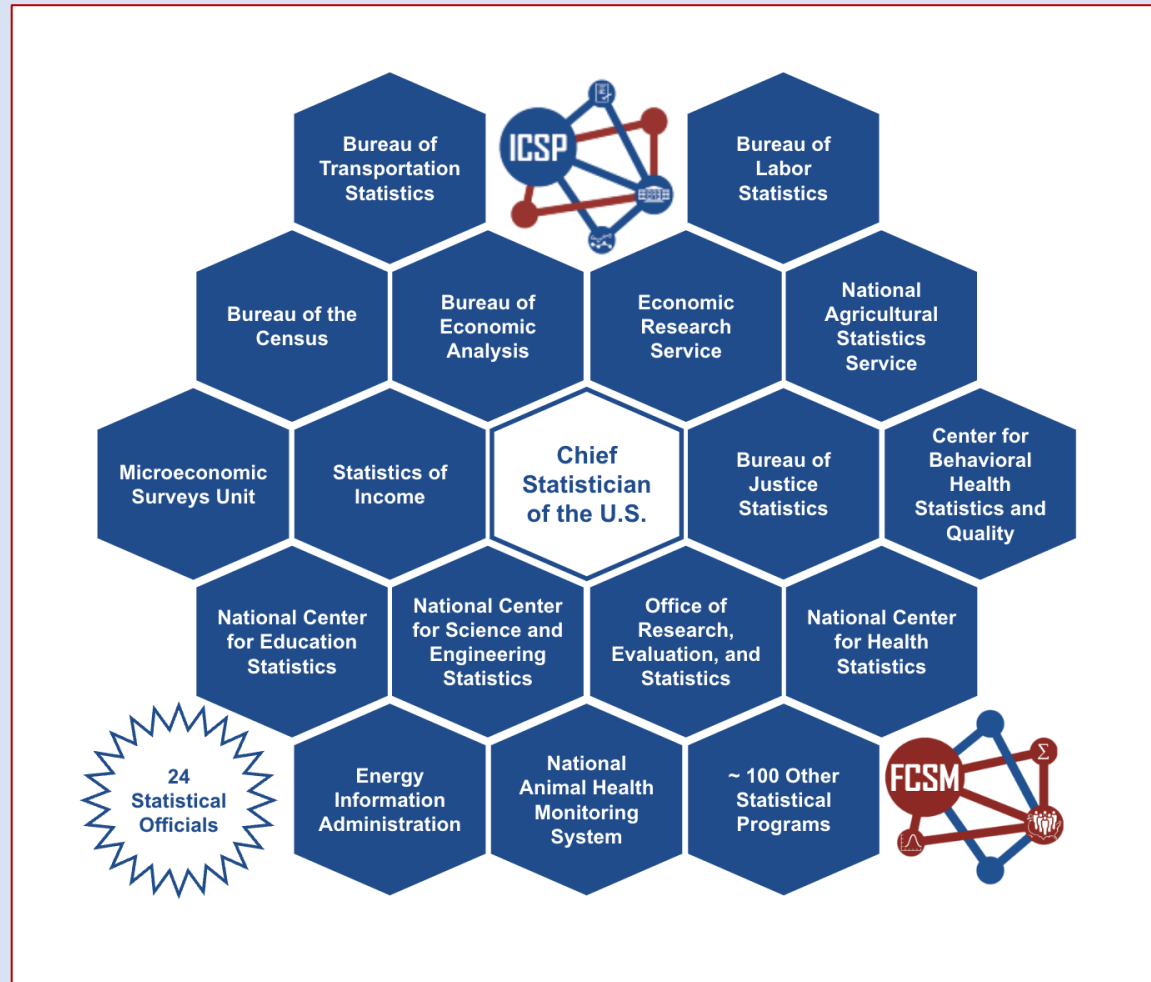 Bureau of
Transportation
Statistics
ICSP
Bureau of
Labor
Statistics
Bureau of the
Census
Bureau of
Economic
Analysis
Economic
Research
Service
National
Agricultural
Statistics
Service
Microeconomic
Surveys Unit
Statistics of
Income
Chief
Statistician
of the U.S.
Bureau of
Justice
Statistics
Center for
Behavioral
Health
Statistics and
Quality
National Center
for Education
Statistics
National Center
for Science and
Engineering
Statistics
Office of
Research,
Evaluation, and
Statistics
National Center
for Health
Statistics
24
Statistical
Officials
Energy
Information
Administration
National
Animal Health
Monitoring
System
~ 100 Other
Statistical
Programs
FCSM
Σ